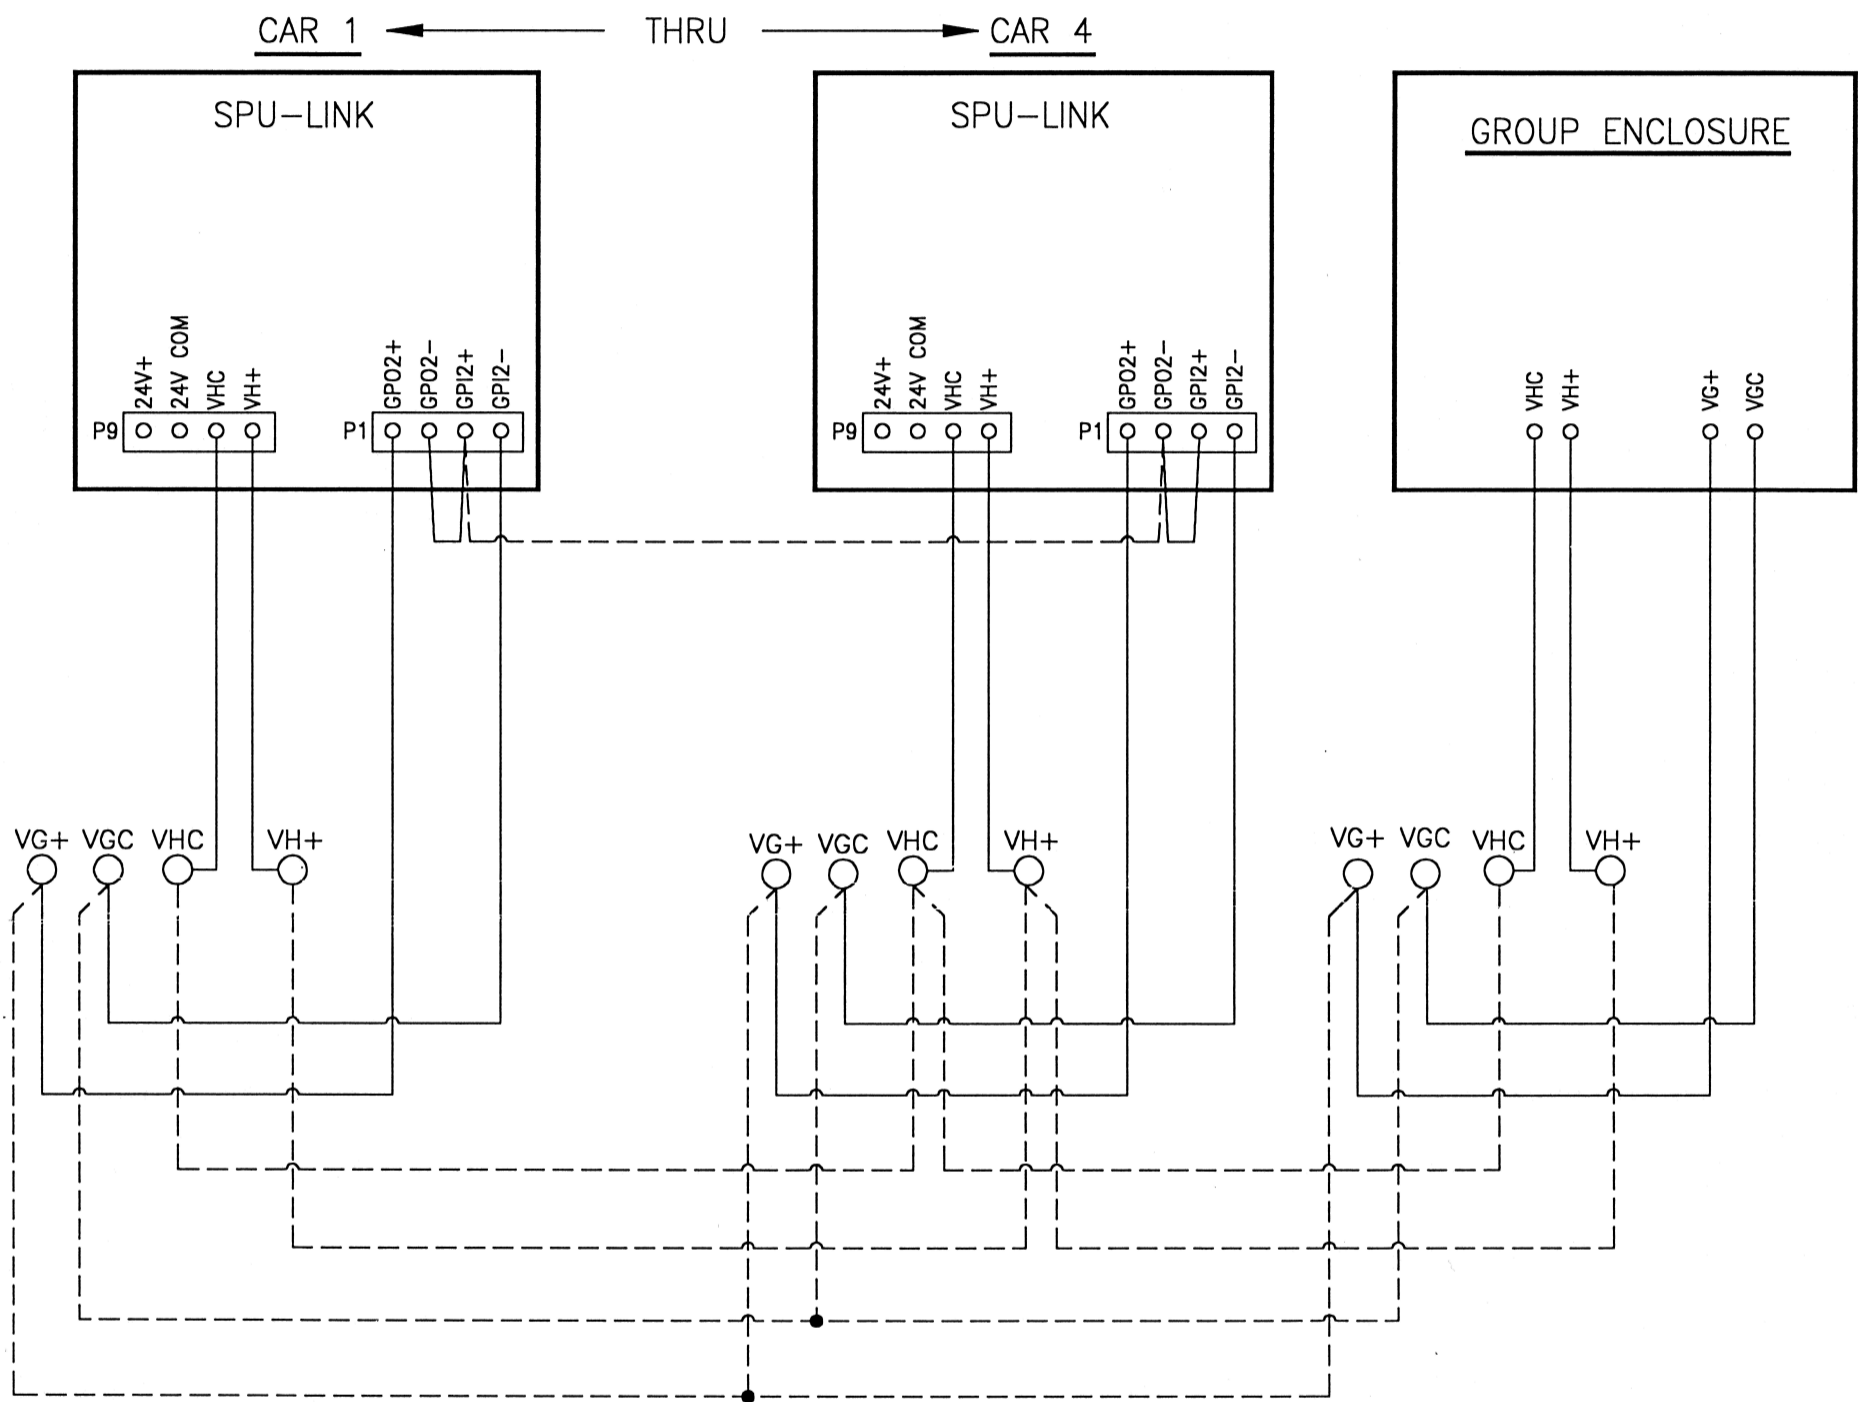 CAR 1 THRU CAR 4
SPU-LINK
24V+
24V COM
VHC
VH+
GPO2+
GPO2-
GPI2+
GPI2-
P9
P1
SPU-LINK
24V+
24V COM
VHC
VH+
GPO2+
GPO2-
GPI2+
GPI2-
P9
P1
GROUP ENCLOSURE
VHC
VH+
VG+
VGC
VG+ VGC VHC VH+
VG+ VGC VHC VH+
VG+ VGC VHC VH+